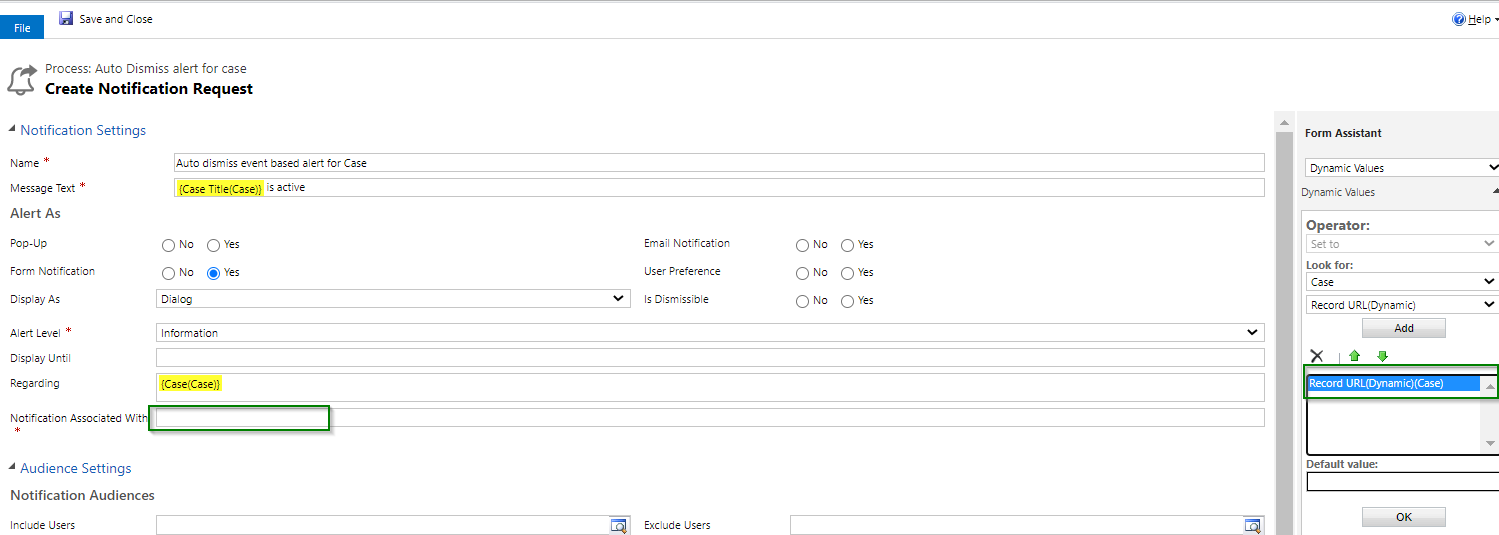 File
Save and Close
Help
Process: Auto Dismiss alert for case
Create Notification Request
Notification Settings
Name *
Auto dismiss event based alert for Case
Message Text *
{Case Title(Case)} is active
Alert As
Pop-Up
No
Yes
Email Notification
No
Yes
Form Notification
No
Yes
User Preference
No
Yes
Display As
Dialog
Is Dismissible
No
Yes
Alert Level *
Information
Display Until
Regarding
{Case(Case)}
Notification Associated With
*
Audience Settings
Notification Audiences
Include Users
Exclude Users
Form Assistant
Dynamic Values
Dynamic Values
Operator:
Set to
Look for:
Case
Record URL(Dynamic)
Add
Record URL(Dynamic)(Case)
Default value:
OK